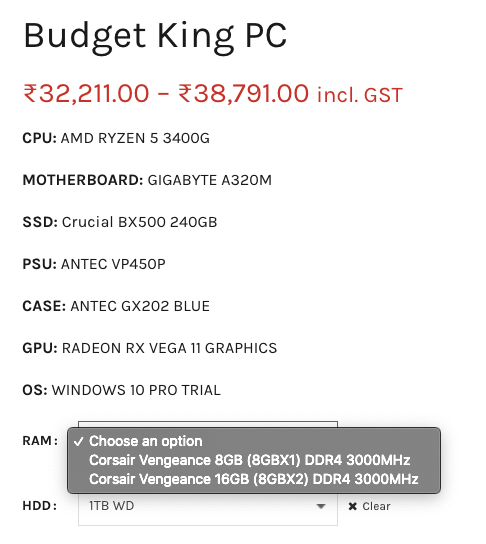 Budget King PC
₹32,211.00 – ₹38,791.00 incl. GST
CPU: AMD RYZEN 5 3400G
MOTHERBOARD: GIGABYTE A320M
SSD: Crucial BX500 240GB
PSU: ANTEC VP450P
CASE: ANTEC GX202 BLUE
GPU: RADEON RX VEGA 11 GRAPHICS
OS: WINDOWS 10 PRO TRIAL
RAM: ✓ Choose an option
Corsair Vengeance 8GB (8GBX1) DDR4 3000MHz
Corsair Vengeance 16GB (8GBX2) DDR4 3000MHz
HDD: 1TB WD ✖ Clear